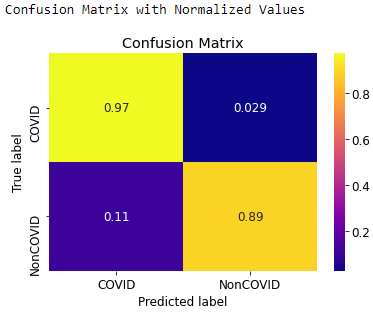 Confusion Matrix with Normalized Values
Confusion Matrix
COVID
0.97
0.029
0.8
0.6
True label
0.4
NonCOVID
0.11
0.89
0.2
COVID
NonCOVID
Predicted label